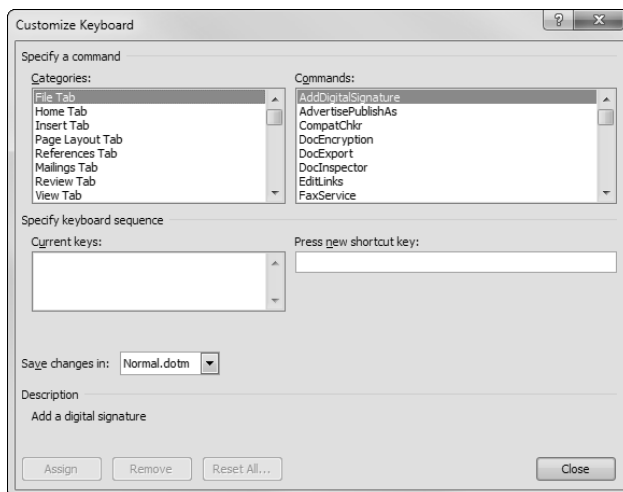 Customize Keyboard
Specify a command
Categories:
Commands:
File Tab
Home Tab
Insert Tab
Page Layout Tab
References Tab
Mailings Tab
Review Tab
View Tab
AddDigitalSignature
AdvertisePublishAs
CompatChkr
DocEncryption
DocExport
DocInspector
EditLinks
FaxService
Specify keyboard sequence
Current keys:
Press new shortcut key:
Save changes in: Normal.dotm
Description
Add a digital signature
Assign Remove Reset All... Close